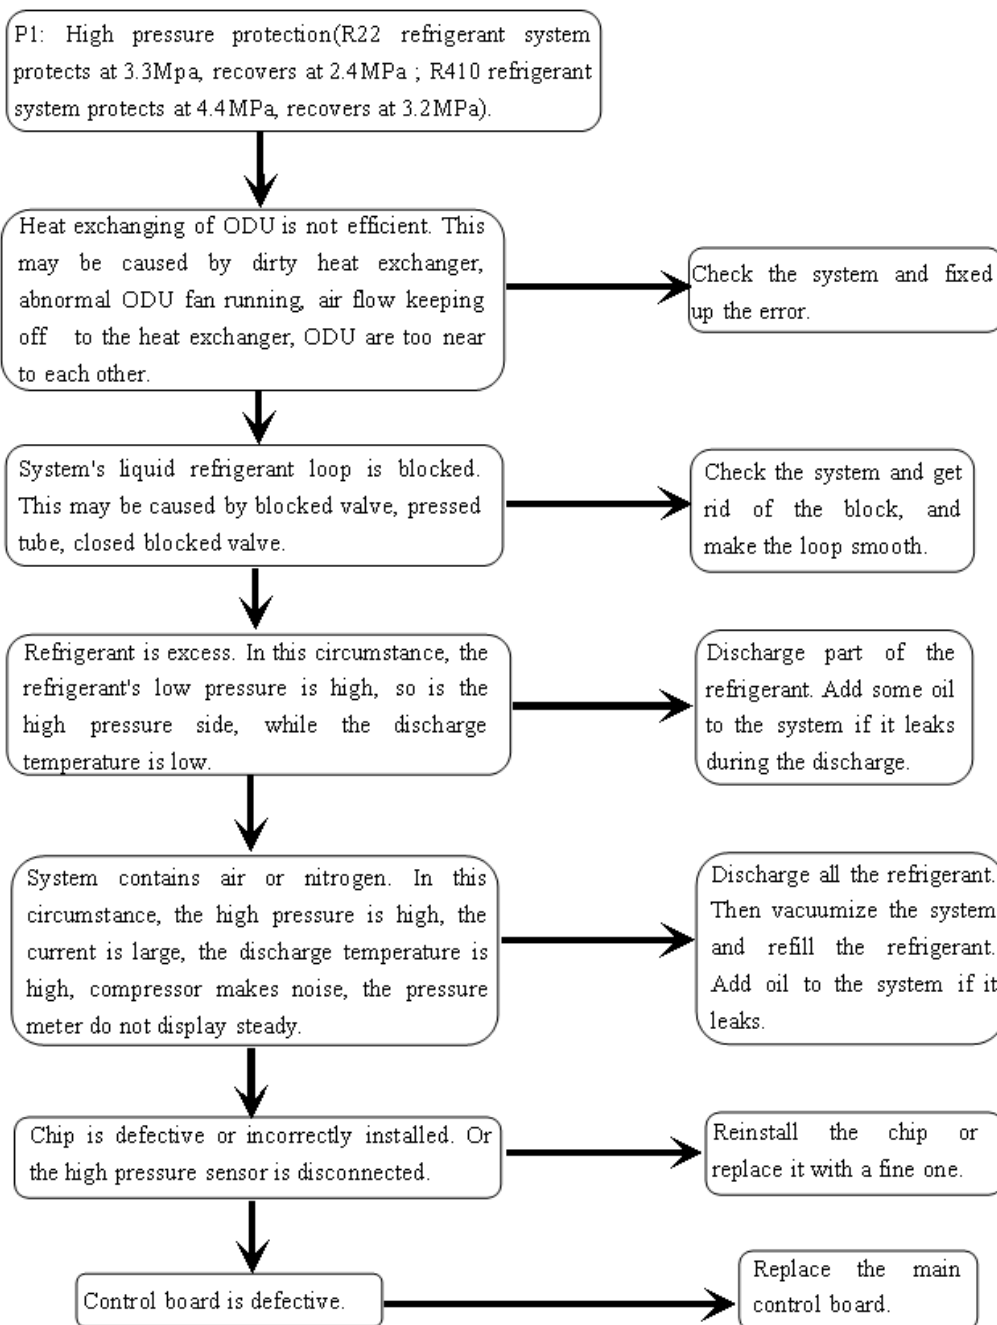 P1: High pressure protection(R22 refrigerant system
protects at 3.3Mpa, recovers at 2.4MPa ; R410 refrigerant
system protects at 4.4MPa, recovers at 3.2MPa).
Heat exchanging of ODU is not efficient. This
may be caused by dirty heat exchanger,
abnormal ODU fan running, air flow keeping
off to the heat exchanger, ODU are too near
to each other.
Check the system and fixed
up the error.
System's liquid refrigerant loop is blocked.
This may be caused by blocked valve, pressed
tube, closed blocked valve.
Check the system and get
rid of the block, and
make the loop smooth.
Refrigerant is excess. In this circumstance, the
refrigerant's low pressure is high, so is the
high pressure side, while the discharge
temperature is low.
Discharge part of the
refrigerant. Add some oil
to the system if it leaks
during the discharge.
System contains air or nitrogen. In this
circumstance, the high pressure is high, the
current is large, the discharge temperature is
high, compressor makes noise, the pressure
meter do not display steady.
Discharge all the refrigerant.
Then vacuumize the system
and refill the refrigerant.
Add oil to the system if it
leaks.
Chip is defective or incorrectly installed. Or
the high pressure sensor is disconnected.
Reinstall the chip or
replace it with a fine one.
Control board is defective.
Replace the main
control board.